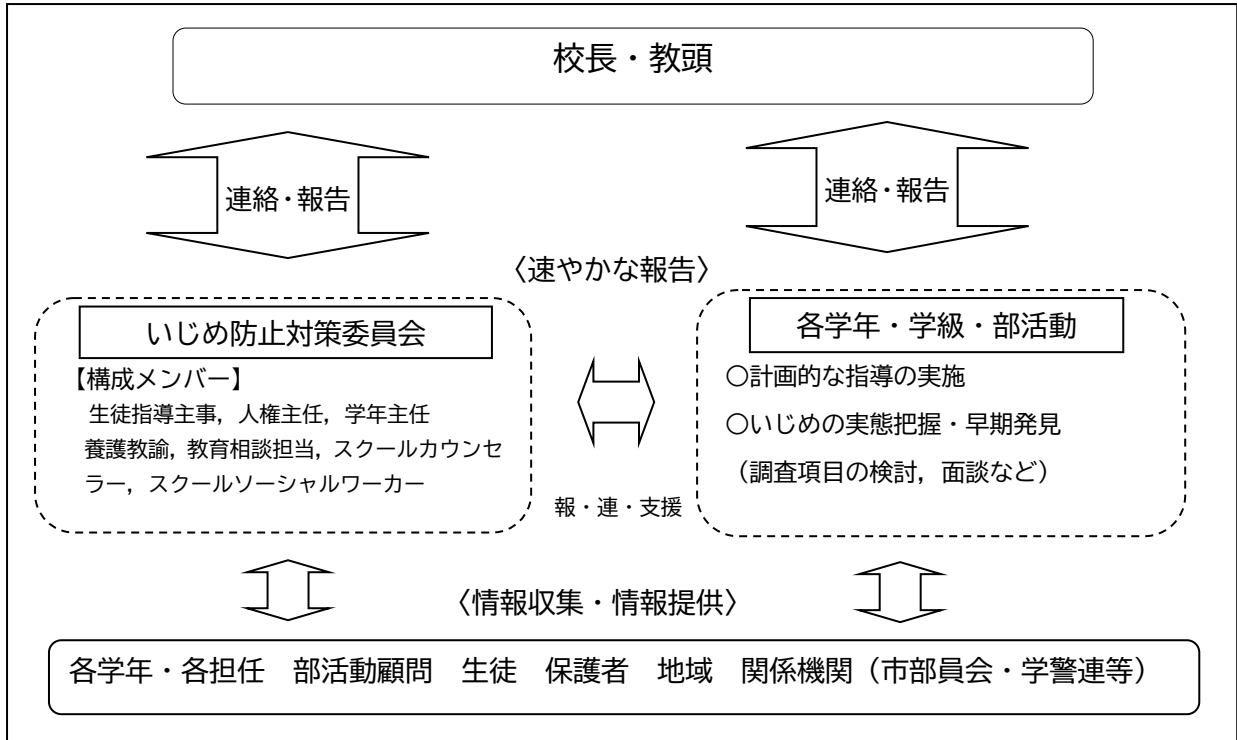 校長・教頭
連絡・報告
連絡・報告
〈速やかな報告〉
いじめ防止対策委員会
【構成メンバー】
生徒指導主事,人権主任,学年主任
養護教諭,教育相談担当,スクールカウンセ
ラー,スクールソーシャルワーカー
報・連・支援
各学年・学級・部活動
○計画的な指導の実施
○いじめの実態把握・早期発見
(調査項目の検討,面談など)
〈情報収集・情報提供〉
各学年・各担任 部活動顧問 生徒 保護者 地域 関係機関(市部員会・学警連等)